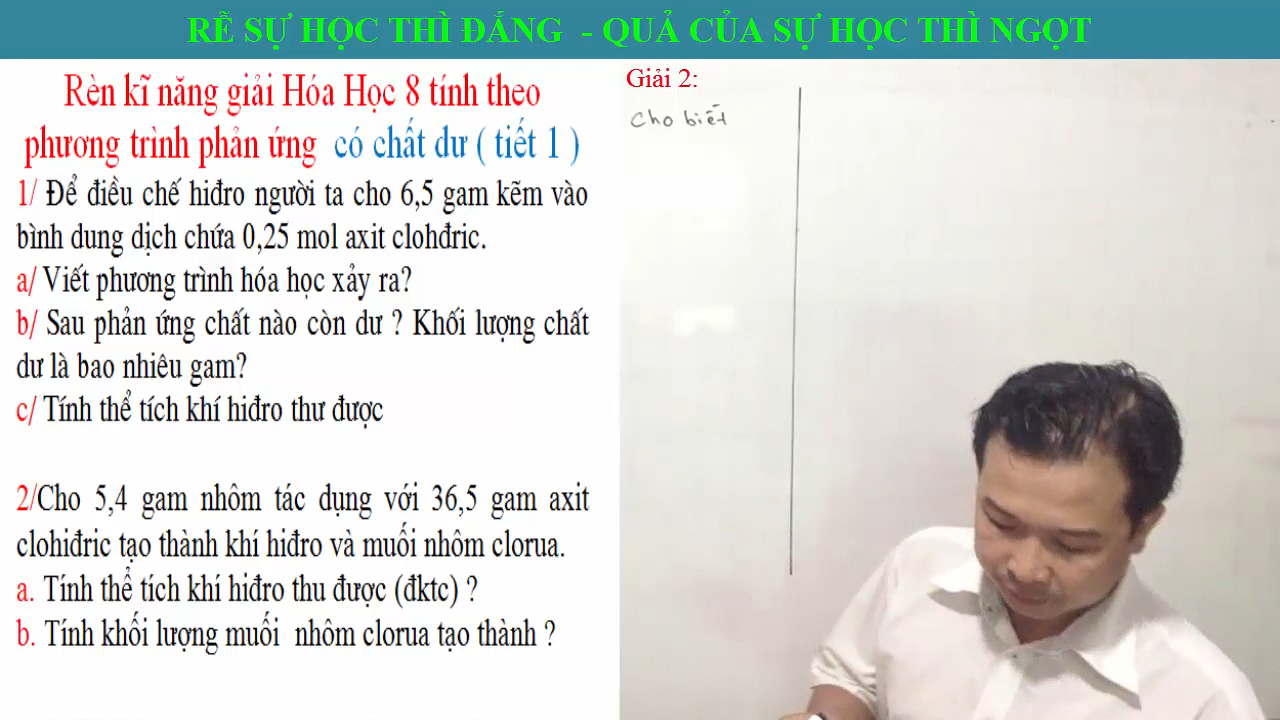 RỄ SỰ HỌC THÌ ĐẮNG - QUẢ CỦA SỰ HỌC THÌ NGỌT
Rèn kĩ năng giải Hóa Học 8 tính theo
phương trình phản ứng có chất dư ( tiết 1 )
1/ Để điều chế hiđro người ta cho 6,5 gam kẽm vào
bình dung dịch chứa 0,25 mol axit clohđric.
a/ Viết phương trình hóa học xảy ra?
b/ Sau phản ứng chất nào còn dư ? Khối lượng chất
dư là bao nhiêu gam?
c/ Tính thể tích khí hiđro thư được
2/Cho 5,4 gam nhôm tác dụng với 36,5 gam axit
clohiđric tạo thành khí hiđro và muối nhôm clorua.
a. Tính thể tích khí hiđro thu được (đktc) ?
b. Tính khối lượng muối nhôm clorua tạo thành ?
Giải 2:
Cho biết